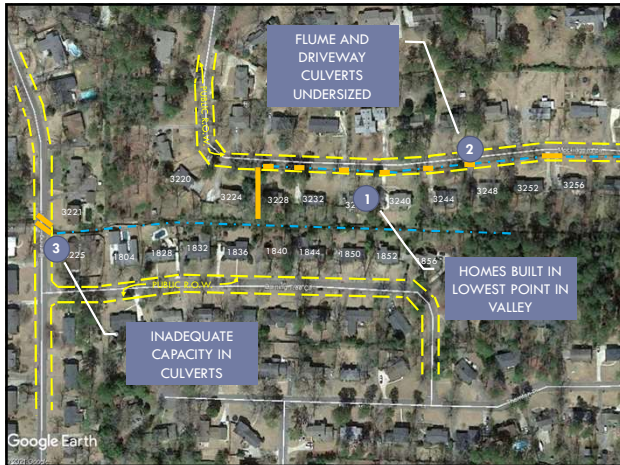 FLUME AND
DRIVEWAY
CULVERTS
UNDERSIZED
PUBLIC R.O.W.
2
3220
3224
3228
3232
3240
3244
3248
3252
3256
1
3221
3
1804
1828
1832
1836
1840
1844
1850
1852
1856
HOMES BUILT IN
LOWEST POINT IN
VALLEY
PUBLIC R.O.W.
INADEQUATE
CAPACITY IN
CULVERTS
Google Earth